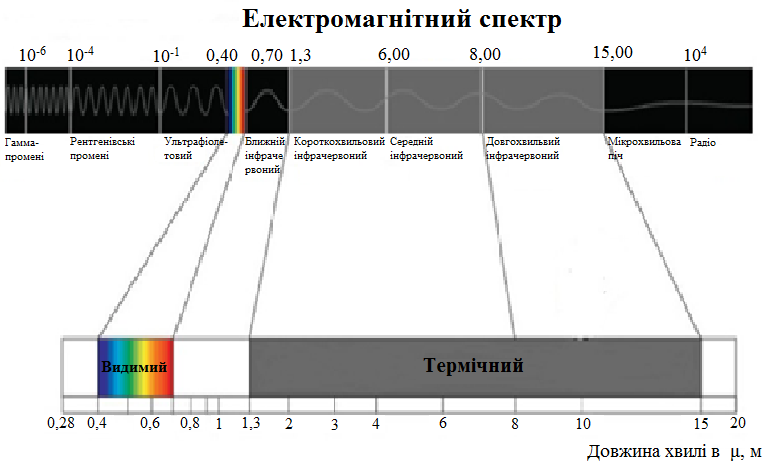 Електромагнітний спектр
10-6 10-4 10-1 0,40 0,70 1,3 6,00 8,00 15,00 10⁴
Гамма-
промені
Рентгенівські
промені
Ультрафіоле-
товий
Ближній
інфраче
рвоний
Короткохвильовий
інфрачервоний
Середній
інфрачервоний
Довгохвильвий
інфрачервоний
Мікрохвильова
піч
Радіо
Видимий
Термічний
0,28 0,4 0,6 0,8 1 1,3 2 3 4 6 8 10 15 20
Довжина хвилі в μ, м